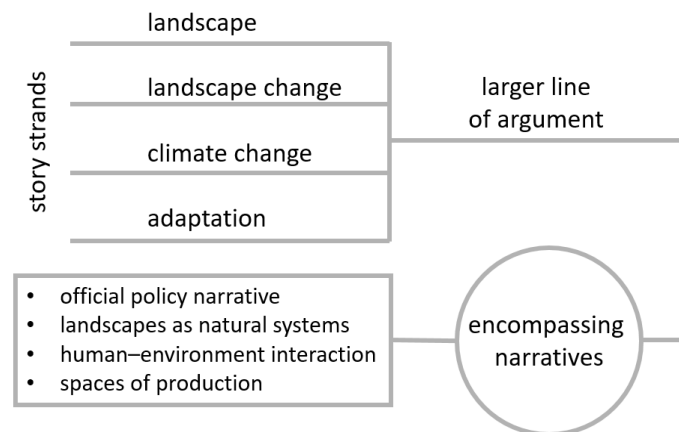 story strands
landscape
landscape change
climate change
adaptation
larger line
of argument
• official policy narrative
• landscapes as natural systems
• human–environment interaction
• spaces of production
encompassing
narratives